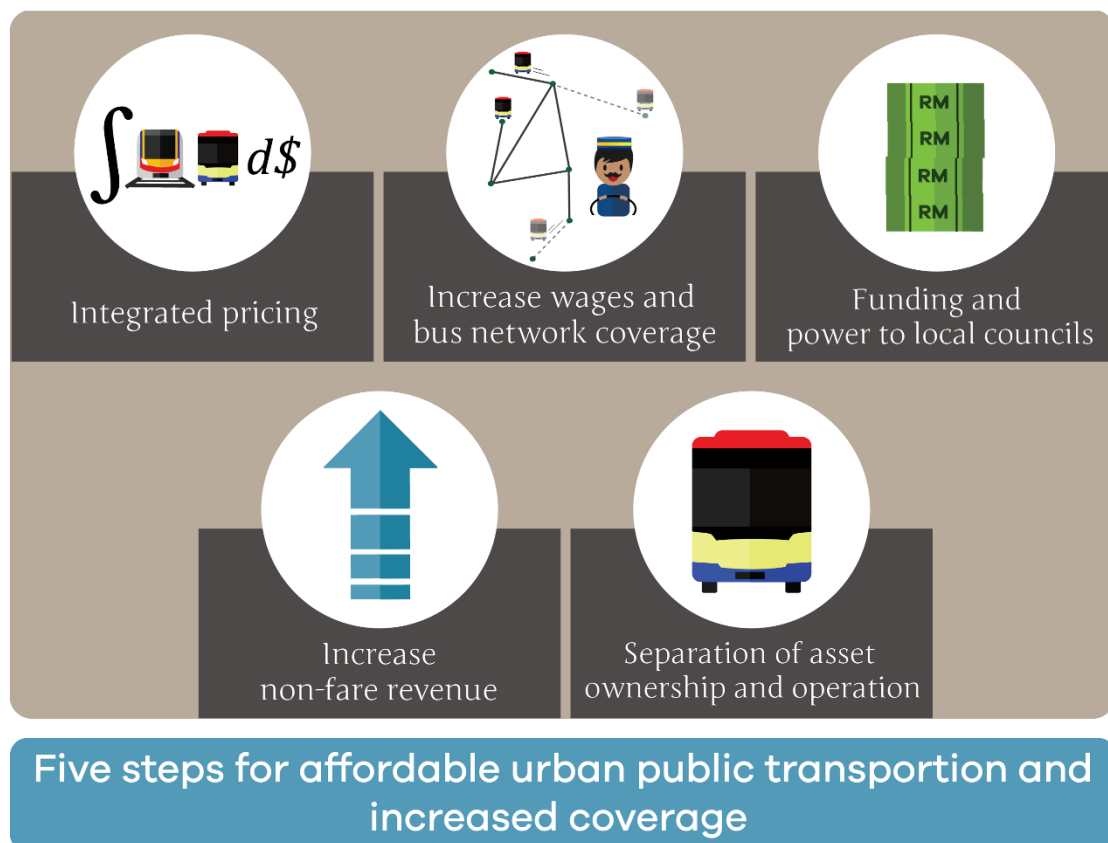 ∫ d$
Integrated pricing
Increase wages and
bus network coverage
RM
RM
RM
RM
Funding and
power to local councils
Increase
non-fare revenue
Separation of asset
ownership and operation
Five steps for affordable urban public transportion and
increased coverage